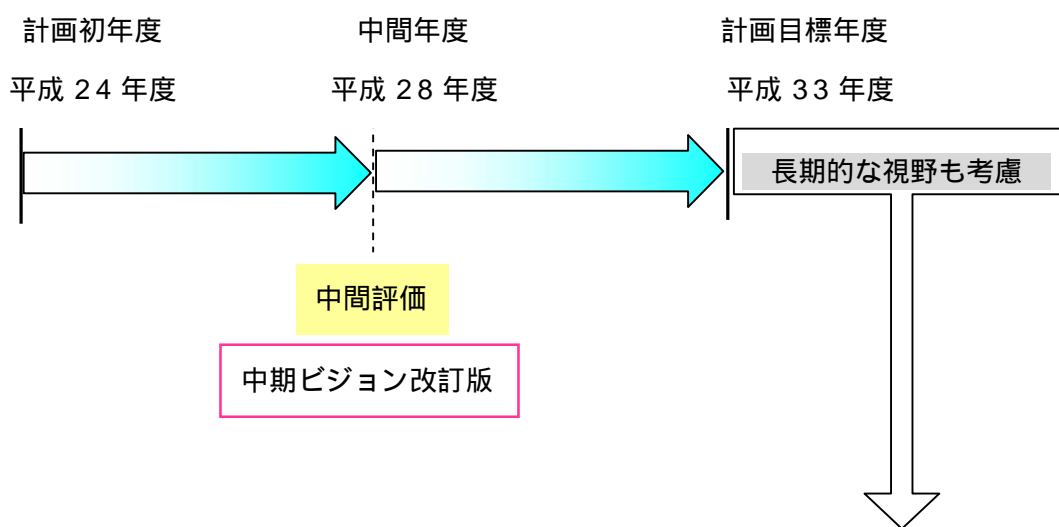 計画初年度
中間年度
計画目標年度
平成 24 年度
平成 28 年度
平成 33 年度
長期的な視野も考慮
中間評価
中期ビジョン改訂版